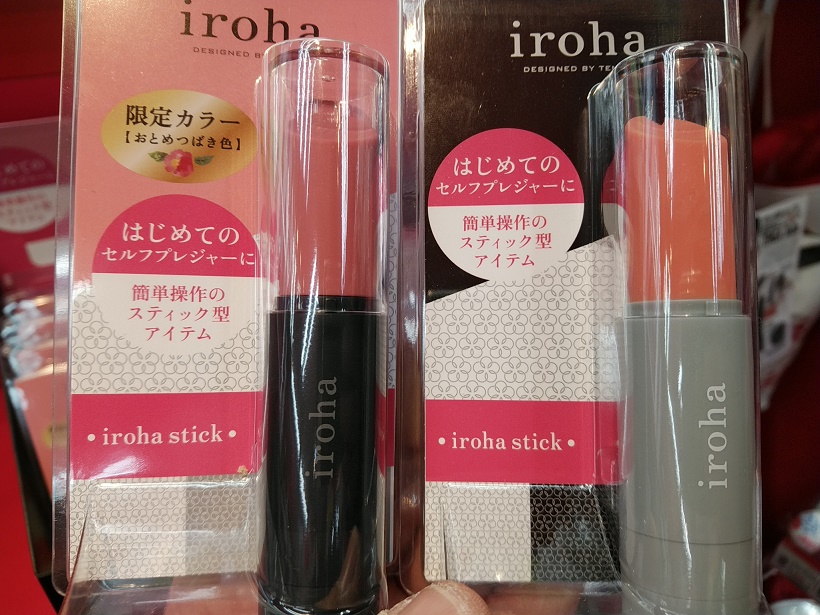 iroha
DESIGNED BY
限定カラー
【おとめつばき色】
はじめての
セルフプレジャーに
簡単操作の
スティック型
アイテム
• iroha stick •
iroha
iroha
DESIGNED BY TEN
はじめての
セルフプレジャーに
簡単操作の
スティック型
アイテム
• iroha stick •
iroha